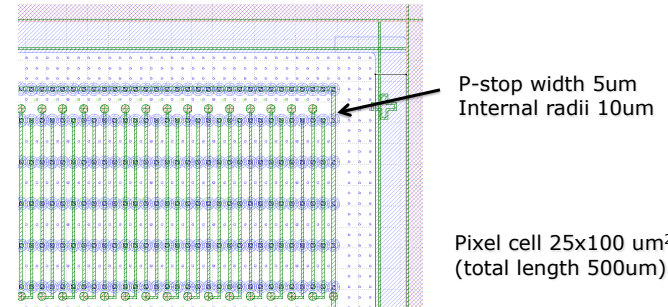 P-stop width 5um
Internal radii 10um
Pixel cell 25x100 um²
(total length 500um)